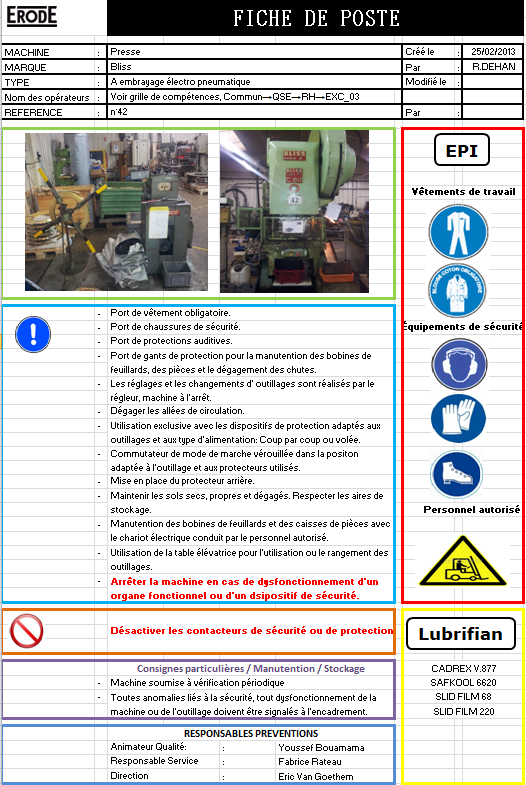 ERODE
FICHE DE POSTE
MACHINE : Presse Créé le : 25/02/2013
MARQUE : Bliss Par : R.DEHAN
TYPE : A embrayage électro pneumatique Modifié le :
Nom des opérateurs : Voir grille de compétences, Commun→QSE→RH→EXC_03
REFERENCE : n°42 Par :
BLISS
42
EPI
Vêtements de travail
BLOUSE COTON OBLIGATOIRE
Équipements de sécurité
Personnel autorisé
- Port de vêtement obligatoire.
- Port de chaussures de sécurité.
- Port de protections auditives.
- Port de gants de protection pour la manutention des bobines de
feuillards, des pièces et le dégagement des chutes.
- Les réglages et les changements d' outillages sont réalisés par le
régleur, machine à l'arrêt.
- Dégager les allées de circulation.
- Utilisation exclusive avec les dispositifs de protection adaptés aux
outillages et aux type d'alimentation: Coup par coup ou volée.
- Commutateur de mode de marche vérouillée dans la positon
adaptée à l'outillage et aux protecteurs utilisés.
- Mise en place du protecteur arrière.
- Maintenir les sols secs, propres et dégagés. Respecter les aires de
stockage.
- Manutention des bobines de feuillards et des caisses de pièces avec
le chariot électrique conduit par le personnel autorisé.
- Utilisation de la table élévatrice pour l'utilisation ou le rangement des
outillages.
- Arrêter la machine en cas de dysfonctionnement d'un
organe fonctionnel ou d'un dsipositif de sécurité.
Désactiver les contacteurs de sécurité ou de protection
Lubrifian
CADREX V.877
SAFKOOL 6620
SLID FILM 68
SLID FILM 220
Consignes particulières / Manutention / Stockage
- Machine soumise à vérification périodique
- Toutes anomalies liés à la sécurité, tout dysfonctionnement de la
machine ou de l'outillage doivent être signalés à l'encadrement.
RESPONSABLES PREVENTIONS
Animateur Qualité: : Youssef Bouamama
Responsable Service : Fabrice Rateau
Direction : Eric Van Goethem